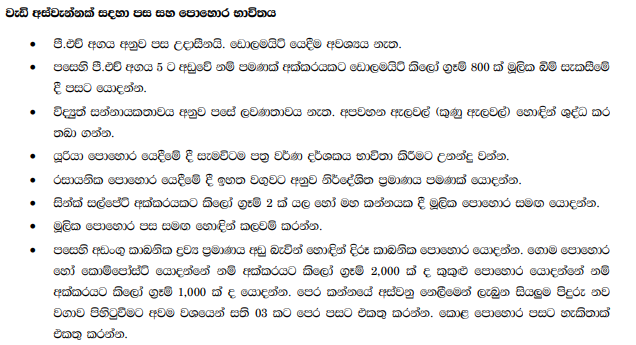 වැඩි අස්වැන්නක් සඳහා පස සහ පොහොර භාවිතය
• පී.එච් අගය අනුව පස උදාසීනයි. ඩොලමයිට් යෙදීම අවශ්‍යය නැත.
• පසෙහි පී.එච් අගය 5 ට අඩුවේ නම් පමණක් අක්කරයකට ඩොලමයිට් කිලෝ ග්‍රෑම් 800 ක් මූලික බිම් සැකසීමේ
දී පසට යොදන්න.
• විද්‍යුත් සන්නායකතාවය අනුව පසේ ලවණතාවය නැත. අපවහන ඇලවල් (කුණු ඇලවල්) හොඳින් ශුද්ධ කර
තබා ගන්න.
• යූරියා පොහොර යෙදීමේ දී සැමවිටම පත්‍ර වර්ණ දර්ශකය භාවිතා කිරීමට උනන්දු වන්න.
• රසායනික පොහොර යෙදීමේ දී ඉහත වගුවට අනුව නිර්දේශිත ප්‍රමාණය පමණක් යොදන්න.
• සින්ක් සල්පේට් අක්කරයකට කිලෝ ග්‍රෑම් 2 ක් යල හෝ මහ කන්නයක දී මූලික පොහොර සමඟ යොදන්න.
• මූලික පොහොර පස සමඟ හොඳින් කලවම් කරන්න.
• පසෙහි අඩංගු කාබනික ද්‍රව්‍ය ප්‍රමාණය අඩු බැවින් හොඳින් දිරූ කාබනික පොහොර යොදන්න. ගොම පොහොර
හෝ කොම්පෝස්ට් යොදන්නේ නම් අක්කරයට කිලෝ ග්‍රෑම් 2,000 ක් ද කුකුළු පොහොර යොදන්නේ නම්
අක්කරයට කිලෝ ග්‍රෑම් 1,000 ක් ද යොදන්න. පෙර කන්නයේ අස්වනු නෙලීමෙන් ලැබුන සියලුම පිදුරු නව
වගාව පිහිටුවීමට අවම වශයෙන් සති 03 කට පෙර පසට එකතු කරන්න. කොළ පොහොර පසට හැකිතාක්
එකතු කරන්න.